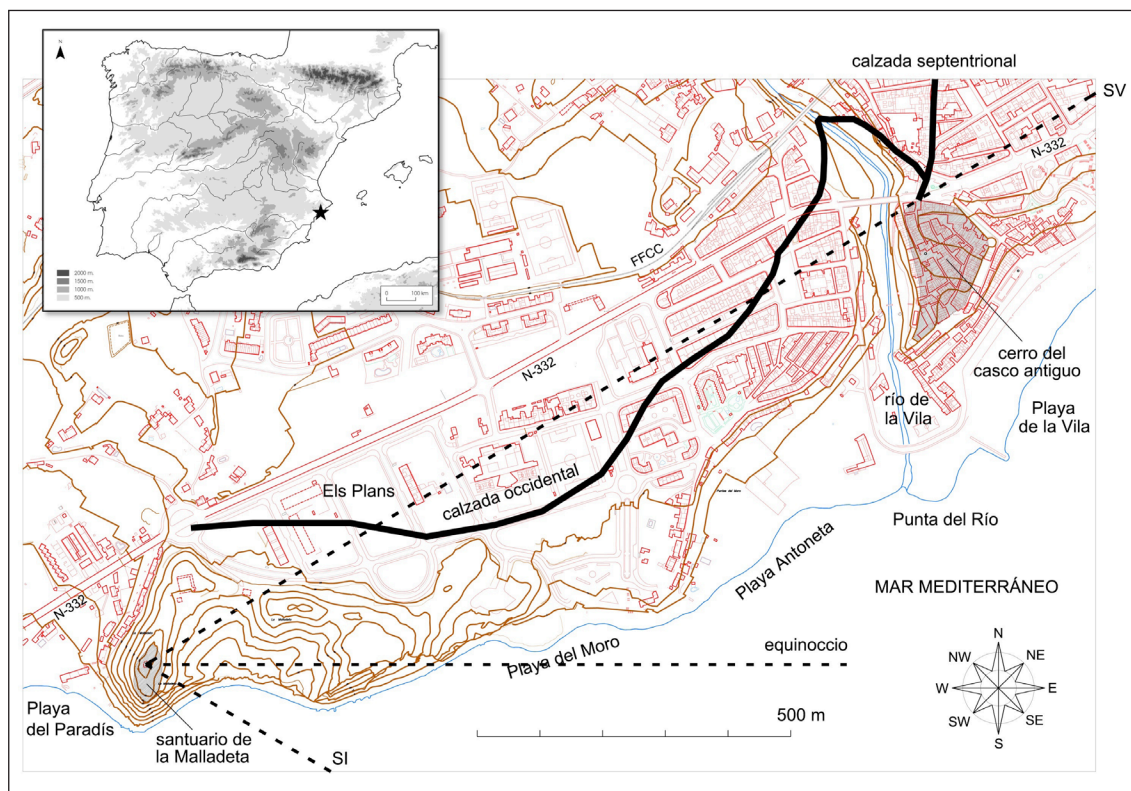 N
2000 m.
1500 m.
1000 m.
500 m.
0 100 km
calzada septentrional
SV
N-332
FFCC
cerro del
casco antiguo
río de
la Vila
Playa
de la Vila
N-332
Els Plans
calzada occidental
Punta del Río
Playa Antoneta
MAR MEDITERRÁNEO
N-332
equinoccio
Playa del Moro
Playa
del Paradís
santuario de
la Malladeta
SI
500 m
N
NW
NE
W
E
SW
SE
S